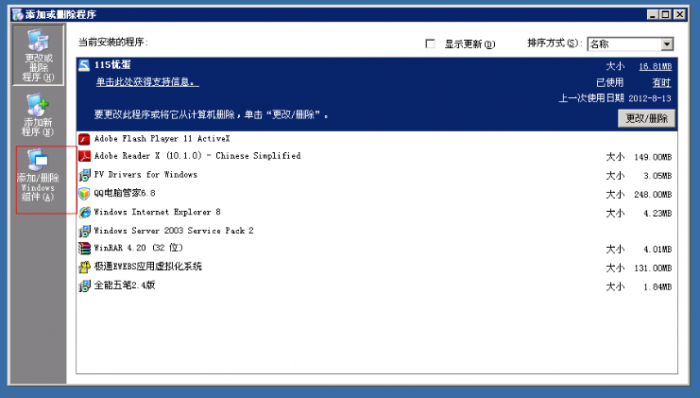 添加或删除程序
当前安装的程序:
显示更新(D)
排序方式(S): 名称
更改或
删除
程序(H)
添加新
程序(N)
添加/删除
Windows
组件(A)
115优蛋
大小 16.81MB
单击此处获得支持信息。
已使用 有时
上一次使用日期 2012-8-13
要更改此程序或将它从计算机删除，单击“更改/删除”。
更改/删除
Adobe Flash Player 11 ActiveX
Adobe Reader X (10.1.0) - Chinese Simplified 大小 149.00MB
PV Drivers for Windows 大小 3.05MB
QQ电脑管家6.8 大小 248.00MB
Windows Internet Explorer 8 大小 4.23MB
Windows Server 2003 Service Pack 2
WinRAR 4.20 (32 位) 大小 4.01MB
极通EWEBS应用虚拟化系统 大小 131.00MB
全能五笔2.4版 大小 1.84MB